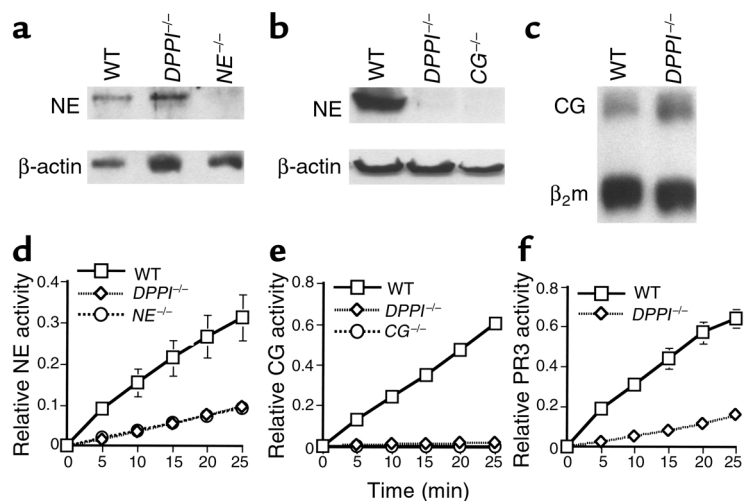 a
WT
DPPI−/−
NE−/−
NE
β-actin
b
WT
DPPI−/−
CG−/−
NE
β-actin
c
WT
DPPI−/−
CG
β2m
d
WT
DPPI−/−
NE−/−
Relative NE activity
0.4
0.3
0.1
0
0 5 10 15 20 25
e
WT
DPPI−/−
CG−/−
Relative CG activity
0.8
0.6
0.4
0.2
0
0 5 10 15 20 25
f
WT
DPPI−/−
Relative PR3 activity
0.8
0.6
0.4
0.2
0
0 5 10 15 20 25
Time (min)